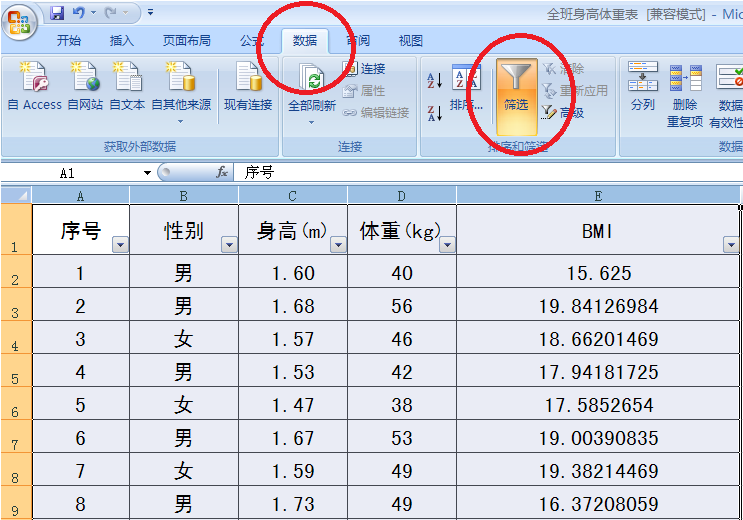 全班身高体重表 [兼容模式] - Mic
开始 插入 页面布局 公式 数据 审阅 视图
自 Access 自网站 自文本 自其他来源 现有连接 全部刷新 连接 属性 编辑链接 排序... 筛选 清除 重新应用 高级 分列 删除 重复项 数据 有效性
获取外部数据 连接 排序和筛选 数据
A1 fx 序号
A B C D E
1 序号 性别 身高(m) 体重(kg) BMI
2 1 男 1.60 40 15.625
3 2 男 1.68 56 19.84126984
4 3 女 1.57 46 18.66201469
5 4 男 1.53 42 17.94181725
6 5 女 1.47 38 17.5852654
7 6 男 1.67 53 19.00390835
8 7 女 1.59 49 19.38214469
9 8 男 1.73 49 16.37208059